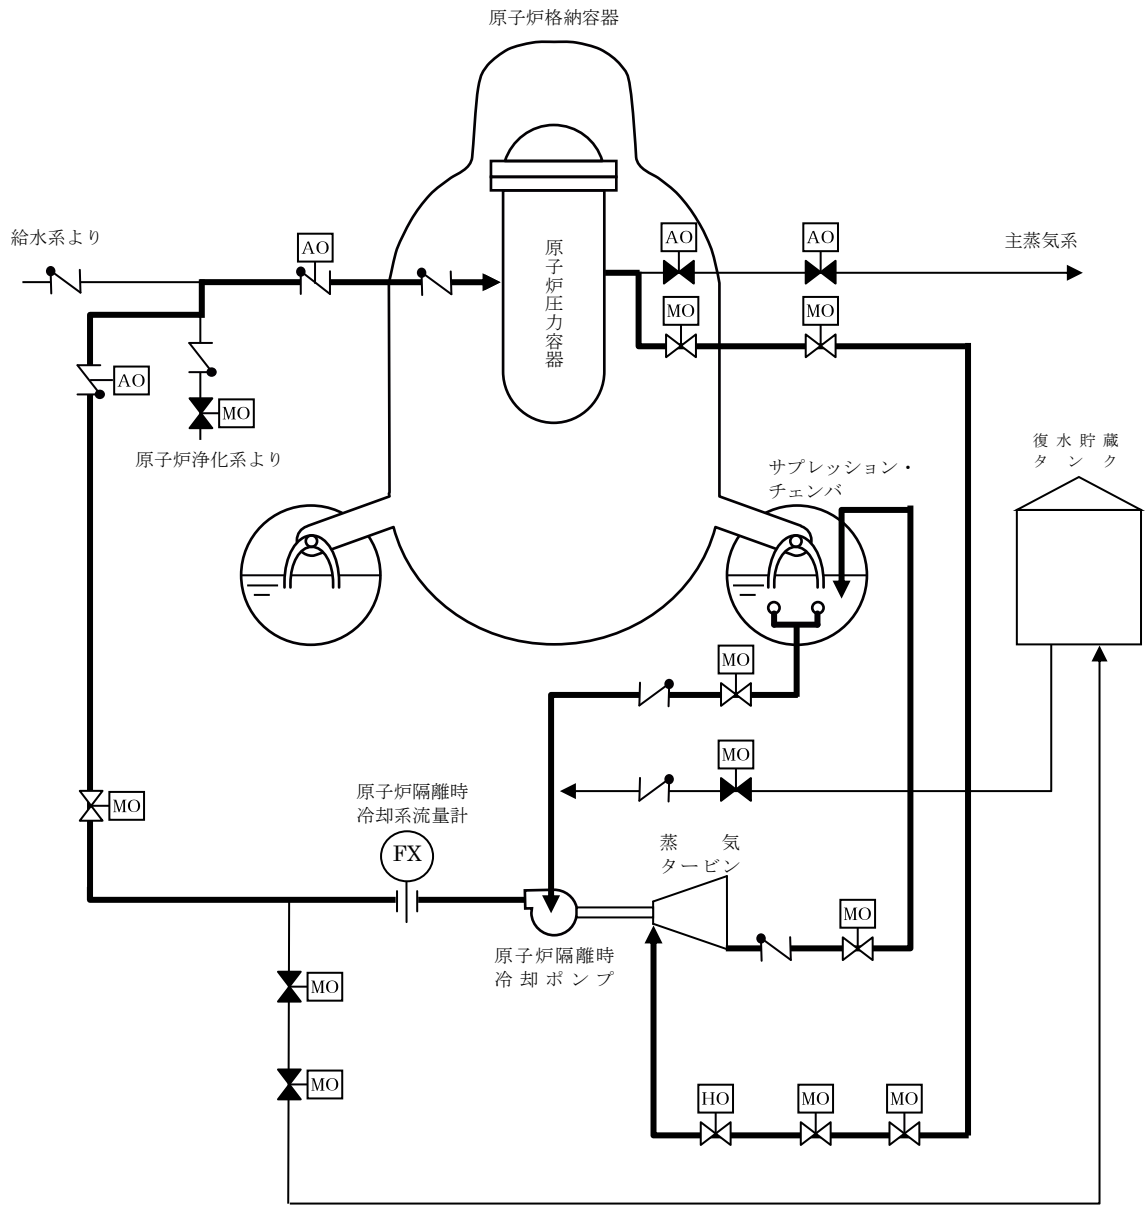 原子炉格納容器
給水系より
AO
AO
AO
主蒸気系
原子炉圧力容器
MO
MO
AO
MO
原子炉浄化系より
復水貯蔵
タンク
サプレッション・
チェンバ
MO
MO
MO
原子炉隔離時
冷却系流量計
FX
蒸気
タービン
MO
原子炉隔離時
冷却ポンプ
MO
MO
HO
MO
MO